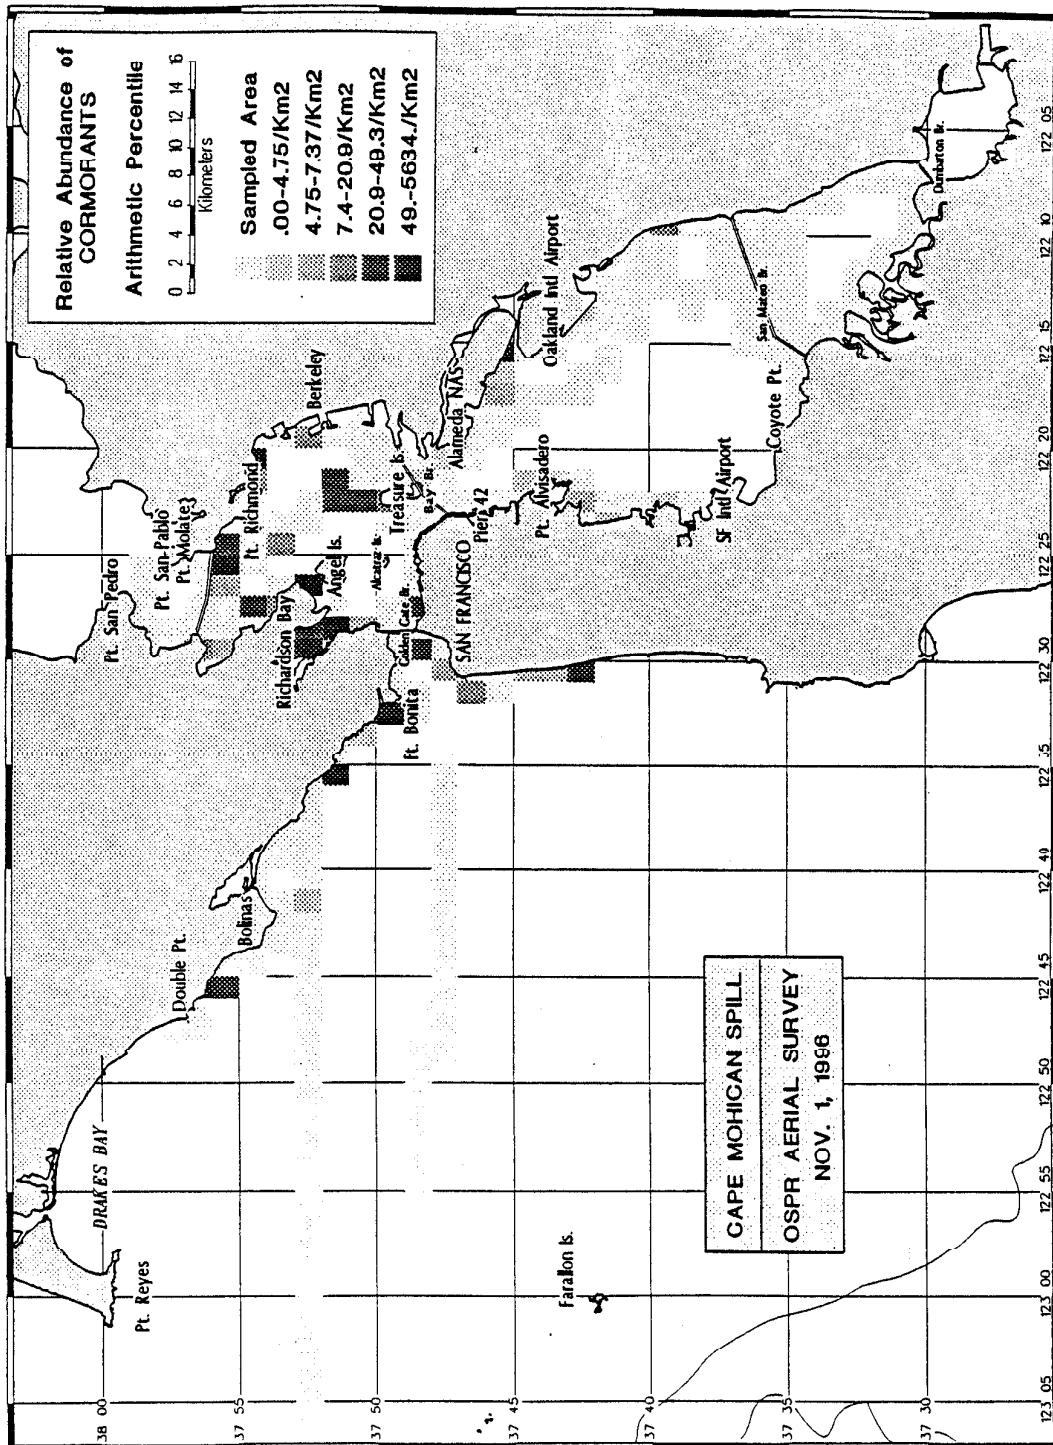 Relative Abundance of
CORMORANTS
Arithmetic Percentile
0 2 4 6 8 10 12 14 16
Kilometers
Sampled Area
.00-4.75/Km2
4.75-7.37/Km2
7.4-20.9/Km2
20.9-49.3/Km2
49.-5634./Km2
CAPE MOHICAN SPILL
OSPR AERIAL SURVEY
NOV. 1, 1996
Pt. Reyes
DRAKES BAY
Double Pt.
Bolinas
Farallon Is.
Pt. San Pedro
Pt. San-Pablo
Pt. Molate
Pt. Richmond
Berkeley
Richardson Bay
Angel Is.
Alcatraz Is.
Treasure Is.
Bay Br.
Golden Gate Br.
Pt. Bonita
SAN FRANCISCO
Pier 42
Alameda NAS
Oakland Intl Airport
Pt. Alvisadero
SF Intl Airport
Coyote Pt.
San Mateo Br.
Dumbarton Br.
38 00
37 55
37 50
37 45
37 40
37 35
37 30
123 05
123 00
122 55
122 50
122 45
122 40
122 35
122 30
122 25
122 20
122 15
122 10
122 05